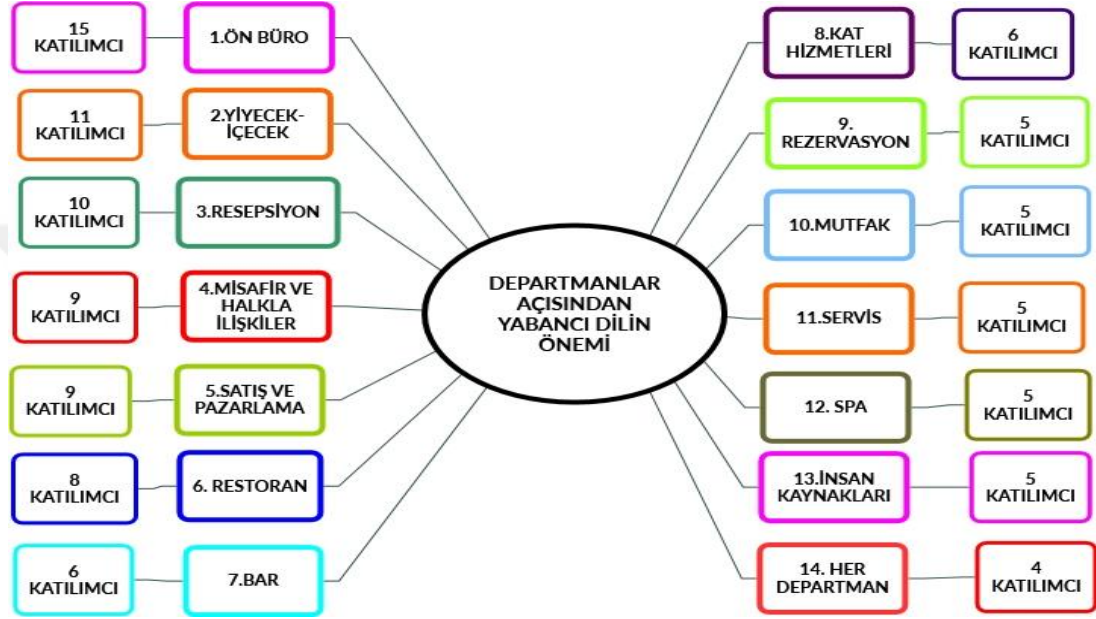 15
KATILIMCI
1.ÖN BÜRO
11
KATILIMCI
2.YİYECEK-
İÇECEK
10
KATILIMCI
3.RESEPSİYON
9
KATILIMCI
4.MİSAFİR VE
HALKLA
İLİŞKİLER
9
KATILIMCI
5.SATIŞ VE
PAZARLAMA
8
KATILIMCI
6. RESTORAN
6
KATILIMCI
7.BAR
DEPARTMANLAR
AÇISINDAN
YABANCI DİLİN
ÖNEMİ
8.KAT
HİZMETLERİ
6
KATILIMCI
9.
REZERVASYON
5
KATILIMCI
10.MUTFAK
5
KATILIMCI
11.SERVİS
5
KATILIMCI
12. SPA
5
KATILIMCI
13.İNSAN
KAYNAKLARI
5
KATILIMCI
14. HER
DEPARTMAN
4
KATILIMCI